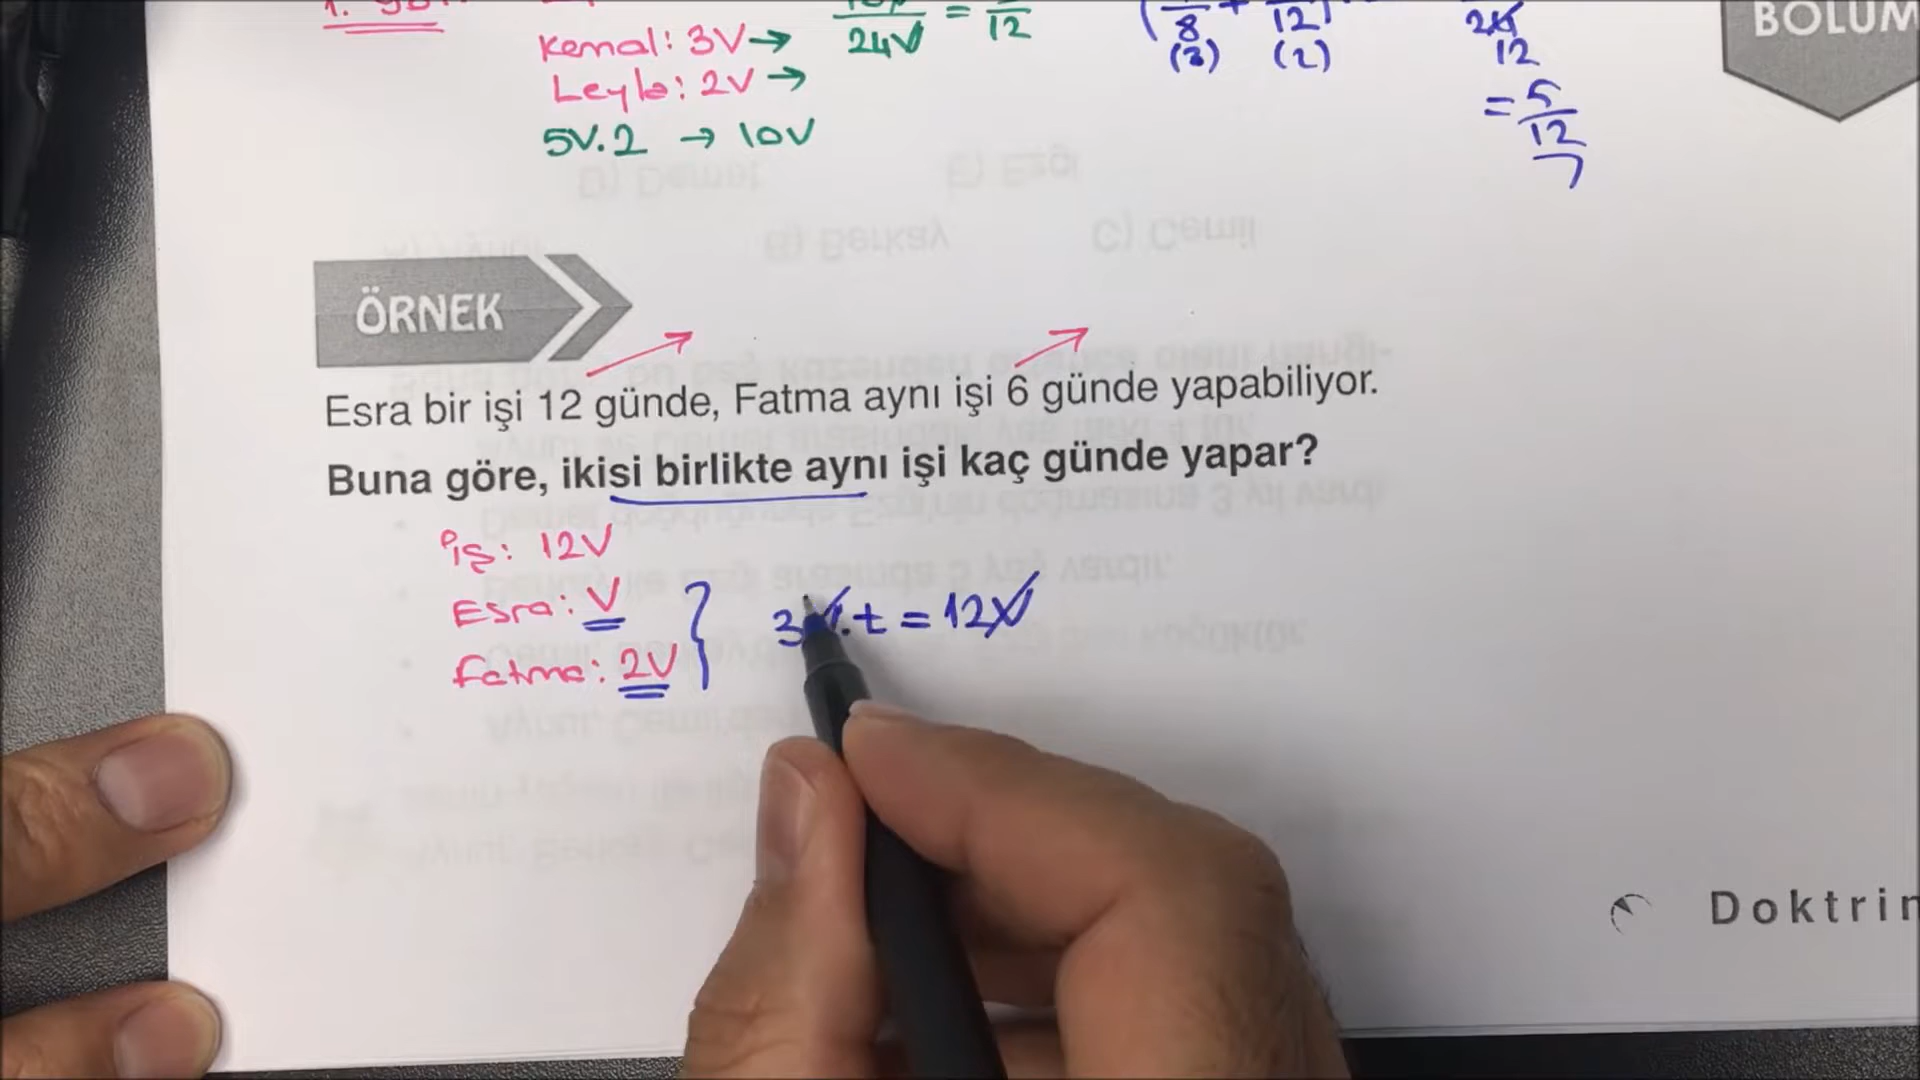 Kemal: 3V→
Leyla: 2V →
5V.2 → 10V
24V
=
12
8
+
12
(3)
(2)
12
= 5
12
BÖLÜM
ÖRNEK
Esra bir işi 12 günde, Fatma aynı işi 6 günde yapabiliyor.
Buna göre, ikisi birlikte aynı işi kaç günde yapar?
iş: 12V
Esra: V
Fatma: 2V
3V.t = 12V
Doktrin